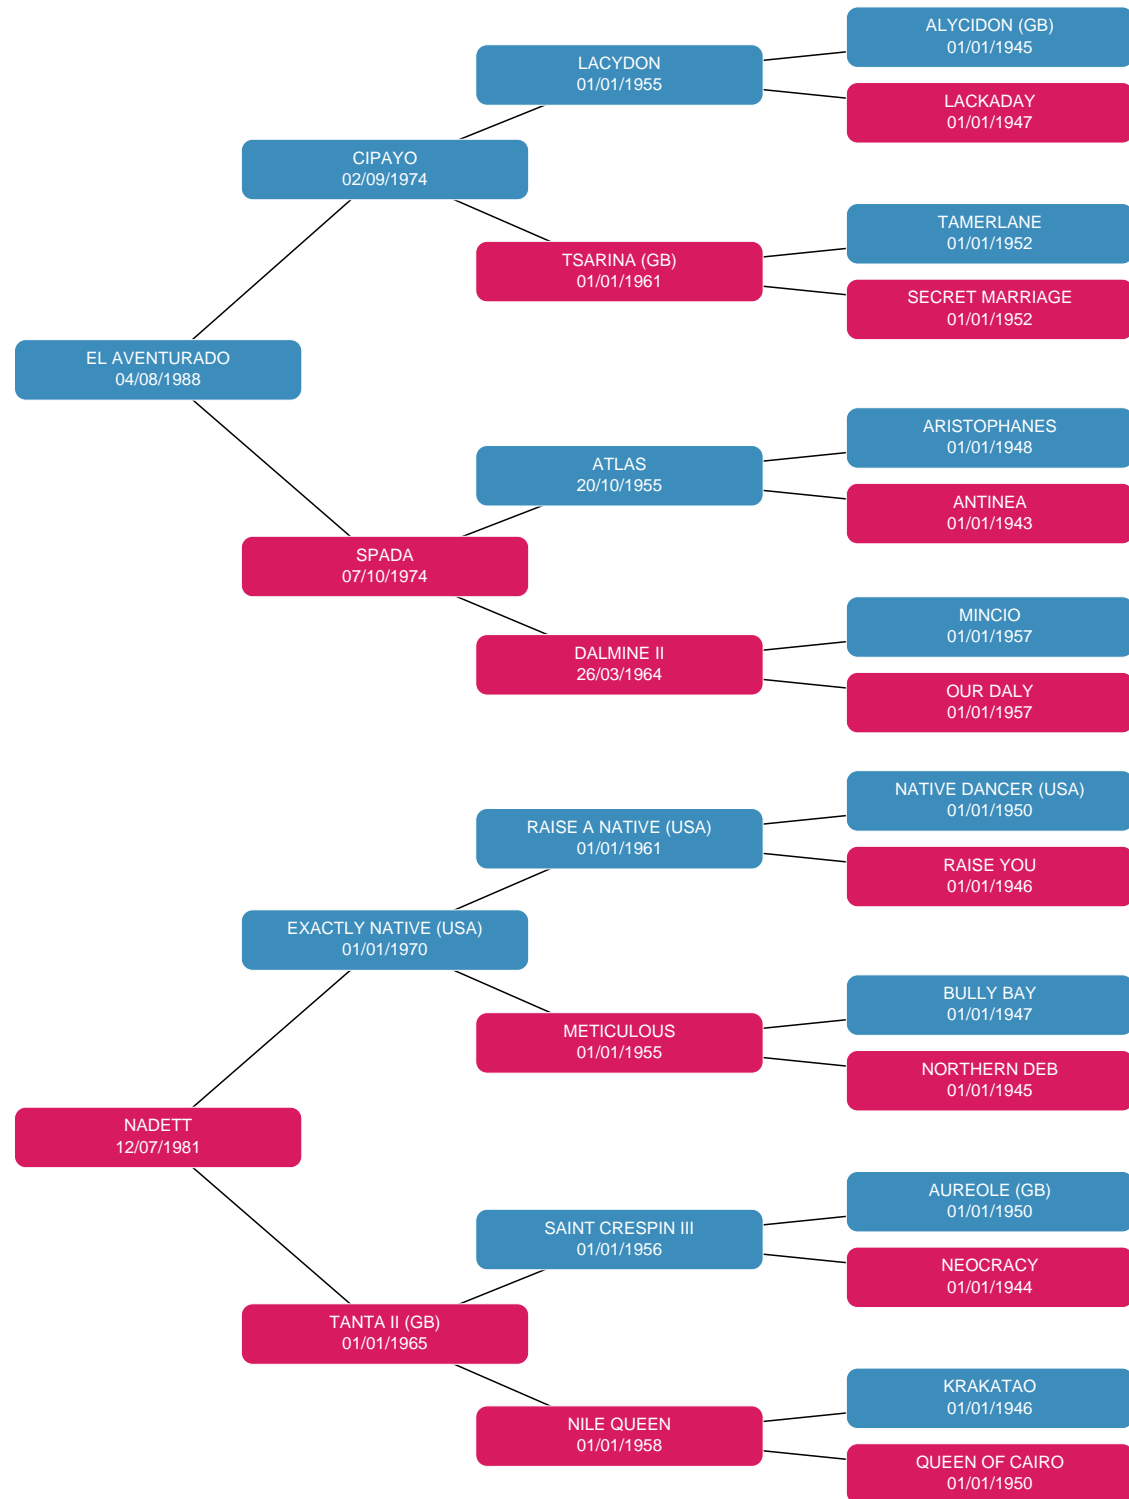 ALYCIDON (GB)
01/01/1945
LACYDON
01/01/1955
LACKADAY
01/01/1947
CIPAYO
02/09/1974
TAMERLANE
01/01/1952
TSARINA (GB)
01/01/1961
SECRET MARRIAGE
01/01/1952
EL AVENTURADO
04/08/1988
ARISTOPHANES
01/01/1948
ATLAS
20/10/1955
ANTINEA
01/01/1943
SPADA
07/10/1974
MINCIO
01/01/1957
DALMINE II
26/03/1964
OUR DALY
01/01/1957
NATIVE DANCER (USA)
01/01/1950
RAISE A NATIVE (USA)
01/01/1961
RAISE YOU
01/01/1946
EXACTLY NATIVE (USA)
01/01/1970
BULLY BAY
01/01/1947
METICULOUS
01/01/1955
NORTHERN DEB
01/01/1945
NADETT
12/07/1981
AUREOLE (GB)
01/01/1950
SAINT CRESPIN III
01/01/1956
NEOCRACY
01/01/1944
TANTA II (GB)
01/01/1965
KRAKATAO
01/01/1946
NILE QUEEN
01/01/1958
QUEEN OF CAIRO
01/01/1950